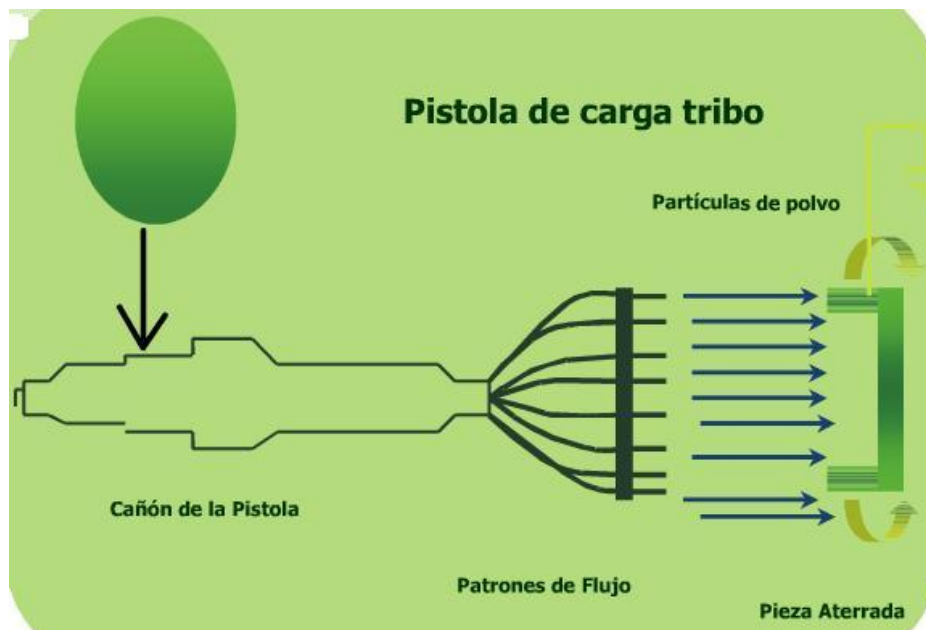 Pistola de carga tribo
Partículas de polvo
Cañón de la Pistola
Patrones de Flujo
Pieza Aterrada